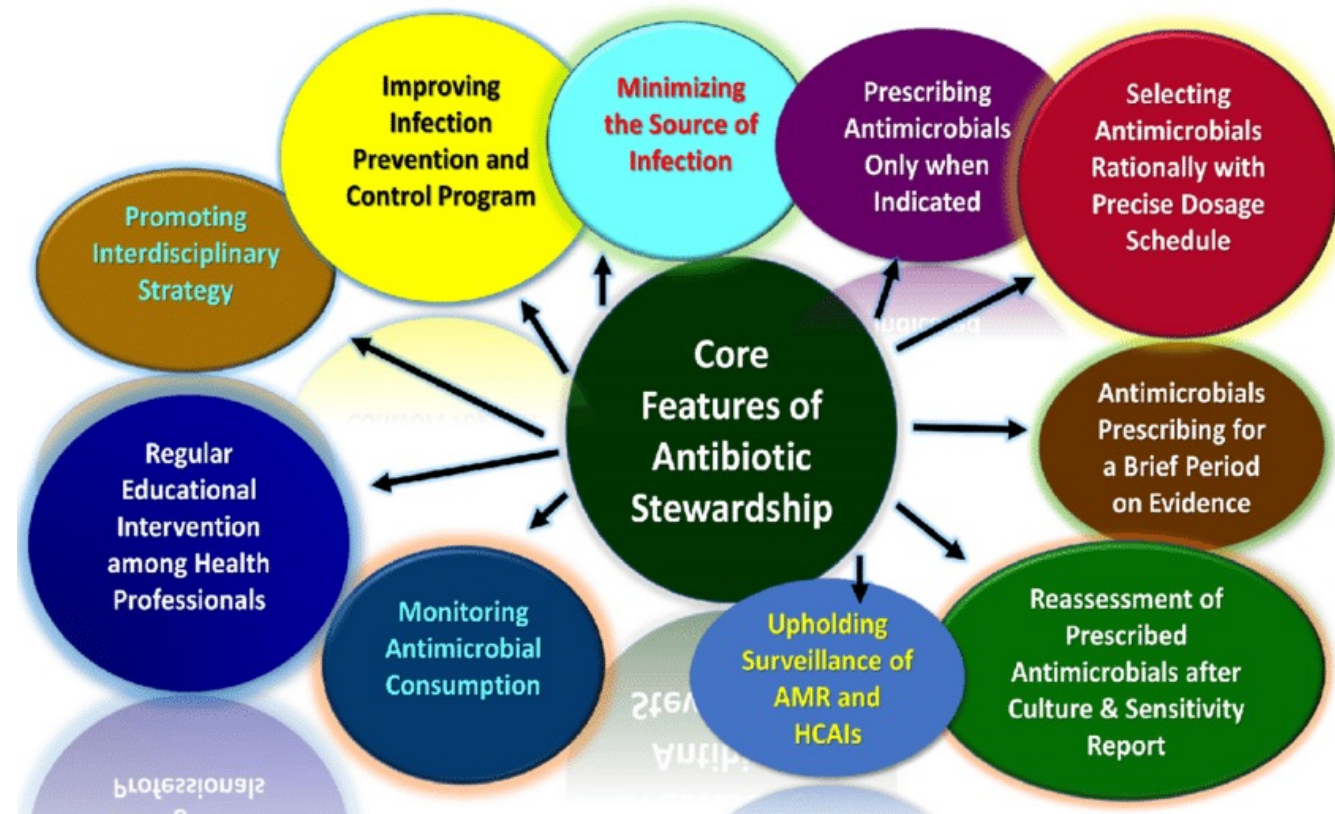 Improving
Infection
Prevention and
Control Program
Minimizing
the Source of
Infection
Prescribing
Antimicrobials
Only when
Indicated
Selecting
Antimicrobials
Rationally with
Precise Dosage
Schedule
Promoting
Interdisciplinary
Strategy
Core
Features of
Antibiotic
Stewardship
Antimicrobials
Prescribing for
a Brief Period
on Evidence
Regular
Educational
Intervention
among Health
Professionals
Monitoring
Antimicrobial
Consumption
Upholding
Surveillance of
AMR and
HCAIs
Reassessment of
Prescribed
Antimicrobials after
Culture & Sensitivity
Report